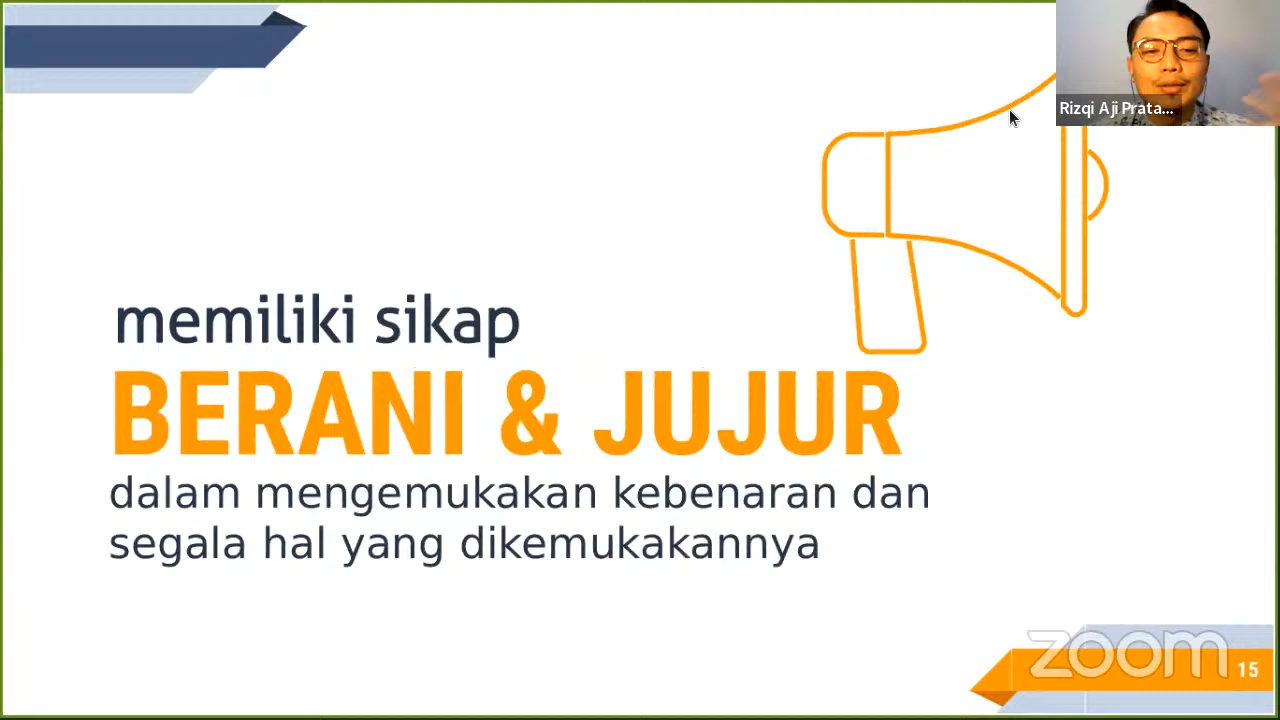 Rizqi Aji Prata...
memiliki sikap
BERANI & JUJUR
dalam mengemukakan kebenaran dan
segala hal yang dikemukakannya
zoom
15